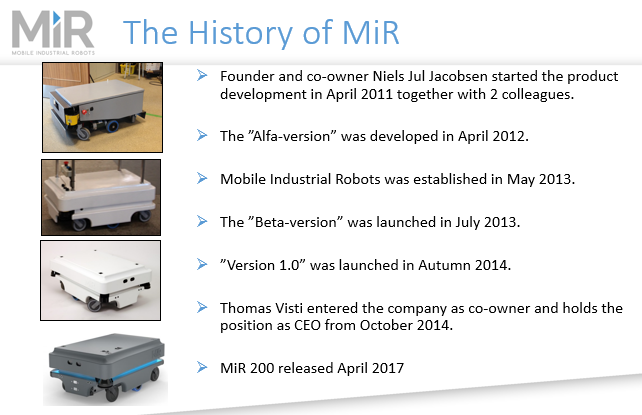 MiR
MOBILE INDUSTRIAL ROBOTS
The History of MiR
Founder and co-owner Niels Jul Jacobsen started the product
development in April 2011 together with 2 colleagues.
The ”Alfa-version” was developed in April 2012.
Mobile Industrial Robots was established in May 2013.
The ”Beta-version” was launched in July 2013.
”Version 1.0” was launched in Autumn 2014.
Thomas Visti entered the company as co-owner and holds the
position as CEO from October 2014.
MiR 200 released April 2017